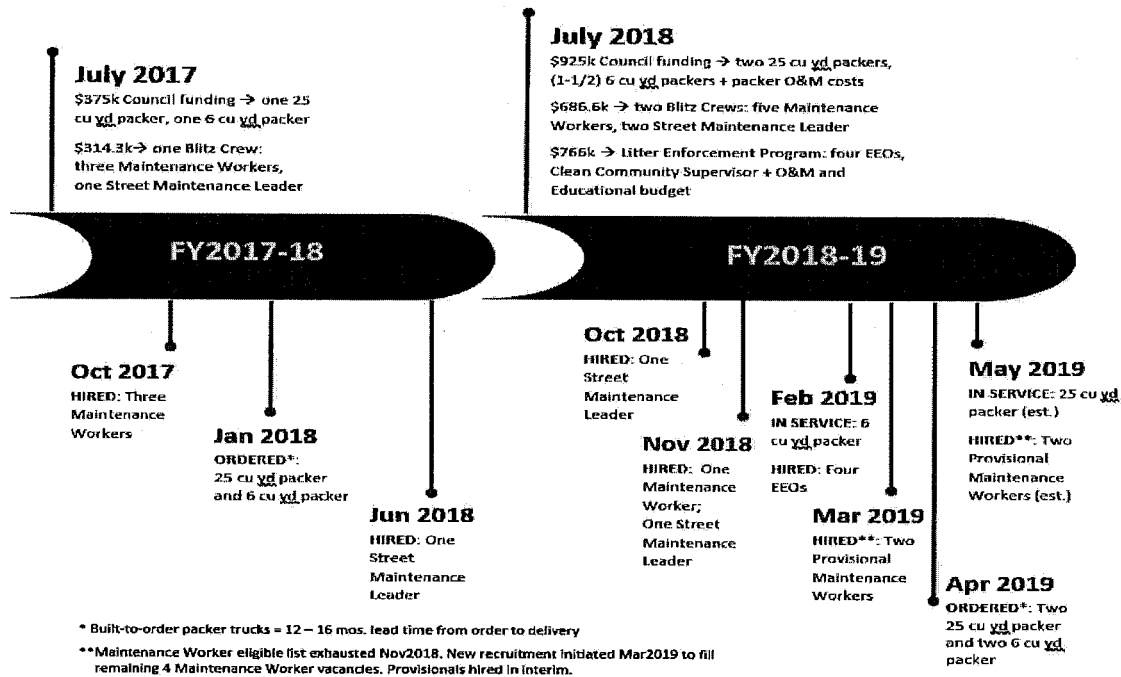 July 2017
$375k Council funding → one 25
cu yd packer, one 6 cu yd packer
$314.3k→ one Blitz Crew:
three Maintenance Workers,
one Street Maintenance Leader
July 2018
$925k Council funding → two 25 cu yd packers,
(1-1/2) 6 cu yd packers + packer O&M costs
$686.6k → two Blitz Crews: five Maintenance
Workers, two Street Maintenance Leader
$766k → Litter Enforcement Program: four EEOs,
Clean Community Supervisor + O&M and
Educational budget
FY2017-18
FY2018-19
Oct 2017
HIRED: Three
Maintenance
Workers
Jan 2018
ORDERED*:
25 cu yd packer
and 6 cu yd packer
Jun 2018
HIRED: One
Street
Maintenance
Leader
Oct 2018
HIRED: One
Street
Maintenance
Leader
Nov 2018
HIRED: One
Maintenance
Worker;
One Street
Maintenance
Leader
Feb 2019
IN SERVICE: 6
cu yd packer
HIRED: Four
EEOs
Mar 2019
HIRED**: Two
Provisional
Maintenance
Workers
Apr 2019
ORDERED*: Two
25 cu yd packer
and two 6 cu yd
packer
May 2019
IN SERVICE: 25 cu yd
packer (est.)
HIRED**: Two
Provisional
Maintenance
Workers (est.)
* Built-to-order packer trucks = 12 – 16 mos. lead time from order to delivery
**Maintenance Worker eligible list exhausted Nov2018. New recruitment initiated Mar2019 to fill
remaining 4 Maintenance Worker vacancies. Provisionals hired in interim.